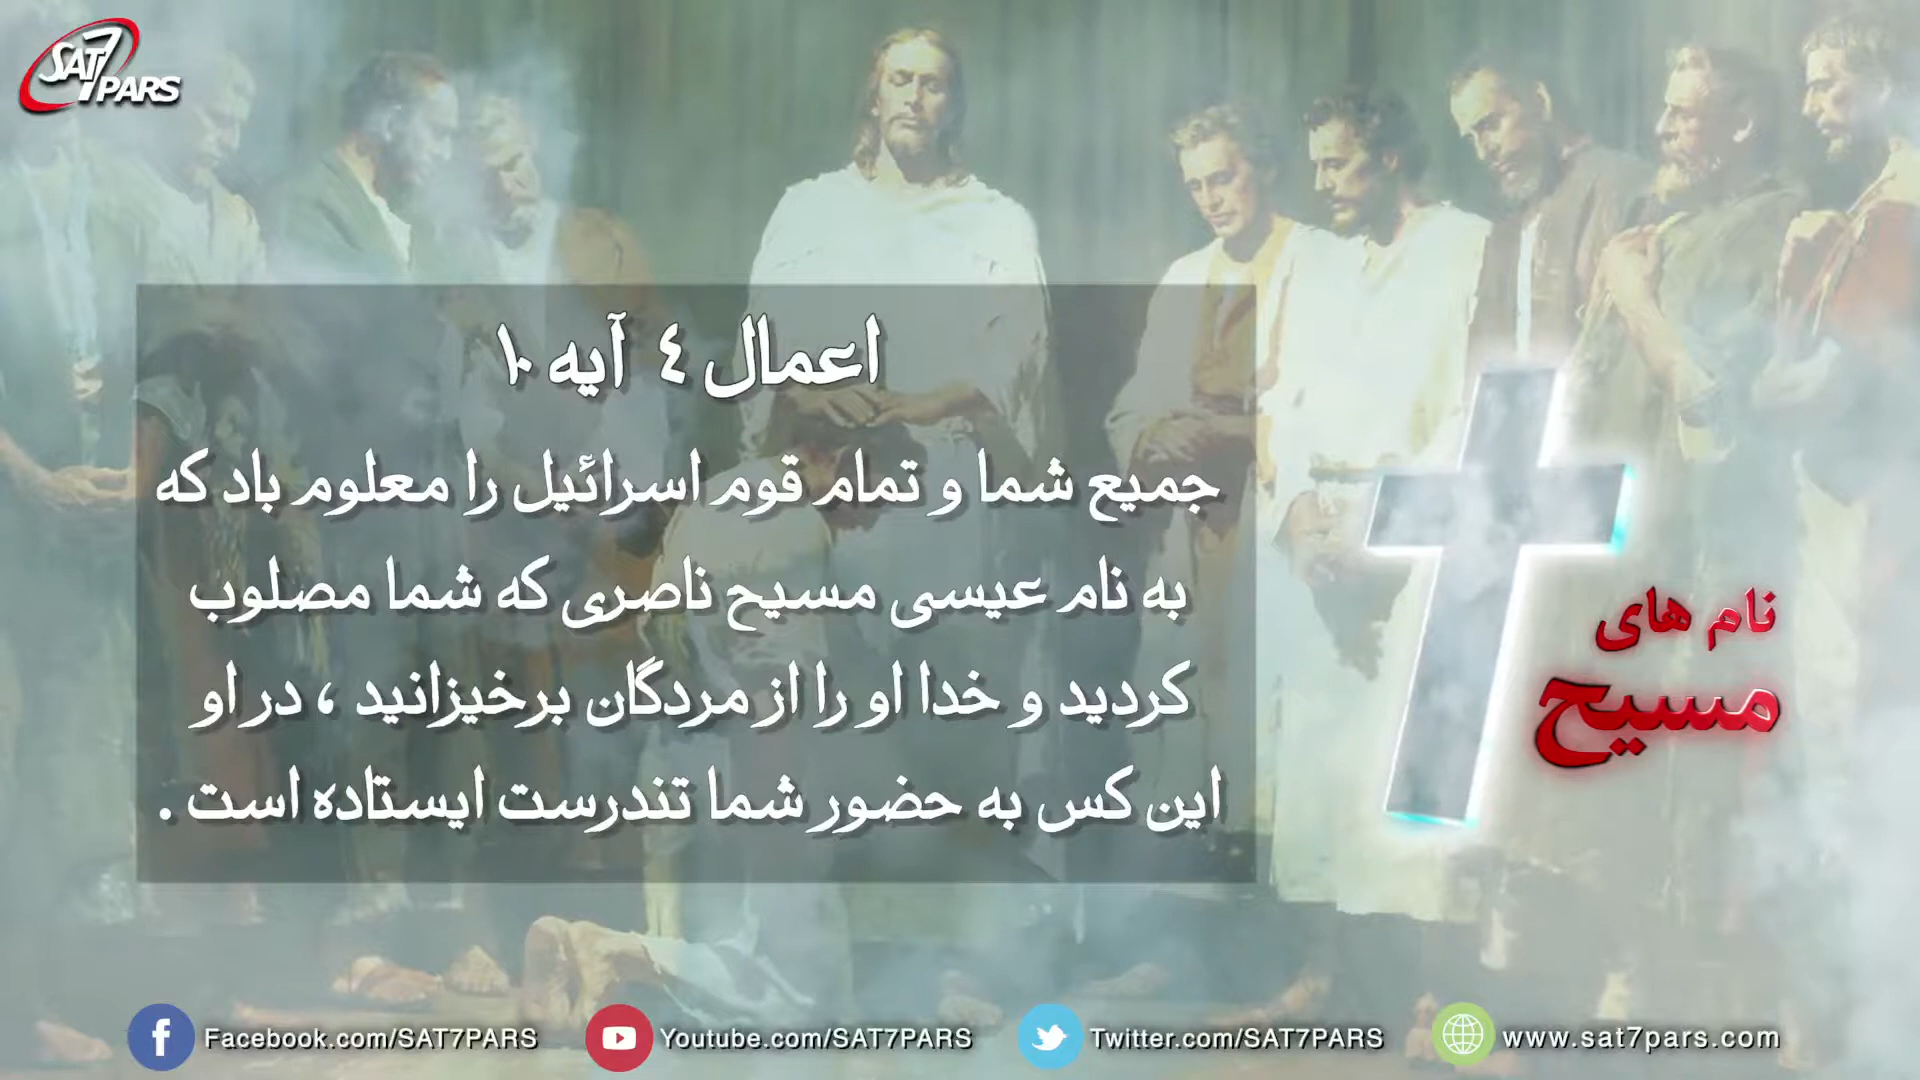 SAT7 PARS
اعمال ٤ آیه ۱۰
جمیع شما و تمام قوم اسرائیل را معلوم باد که
به نام عیسی مسیح ناصری که شما مصلوب
کردید و خدا او را از مردگان برخیزانید ، در او
این کس به حضور شما تندرست ایستاده است .
نام های
مسیح
Facebook.com/SAT7PARS
Youtube.com/SAT7PARS
Twitter.com/SAT7PARS
www.sat7pars.com